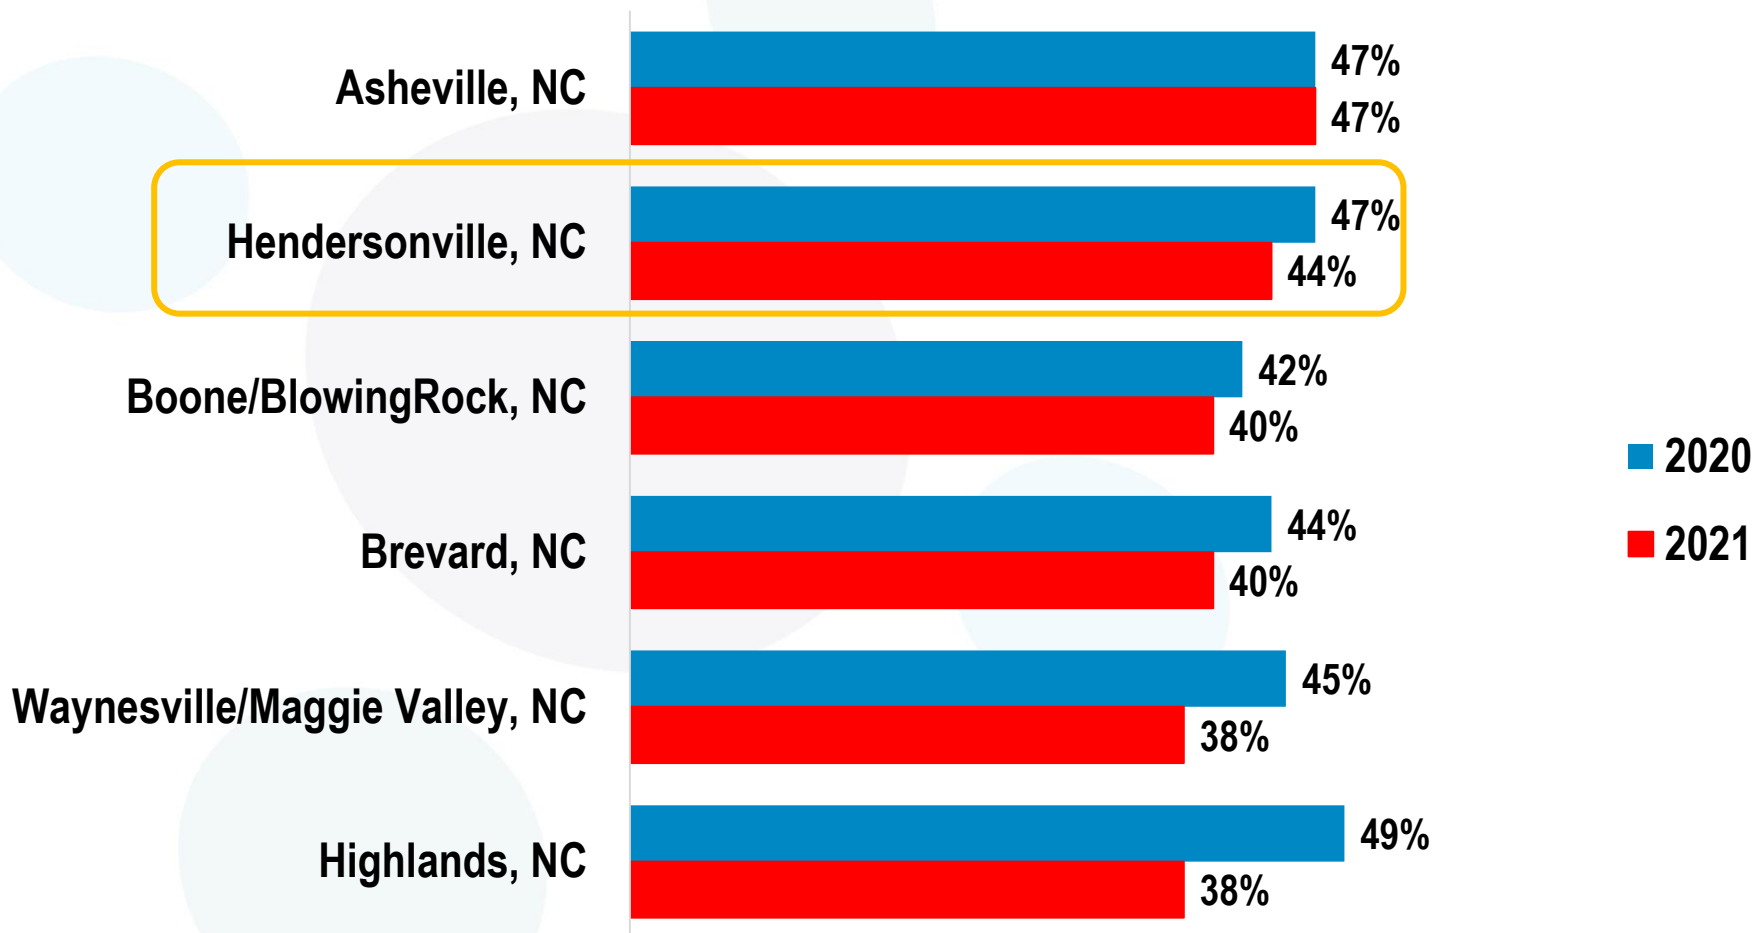 Asheville, NC
47%
47%
Hendersonville, NC
47%
44%
Boone/BlowingRock, NC
42%
40%
Brevard, NC
44%
40%
Waynesville/Maggie Valley, NC
45%
38%
Highlands, NC
49%
38%
2020
2021